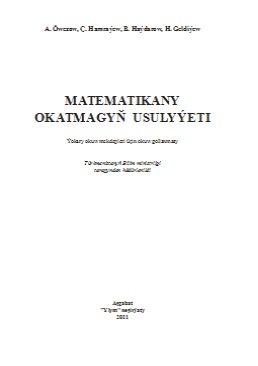 A. Öwezow, Ç. Hamraýew, B. Haýdarow, H. Geldiýew
MATEMATIKANY
OKATMAGYŇ USULYÝETI
Ýokary okuw mekdepleri üçin okuw gollanmasy
Türkmenistanyň Bilim ministrligi
tarapyndan hödürlenildi
Aşgabat
"Ylym" neşirýaty
2011